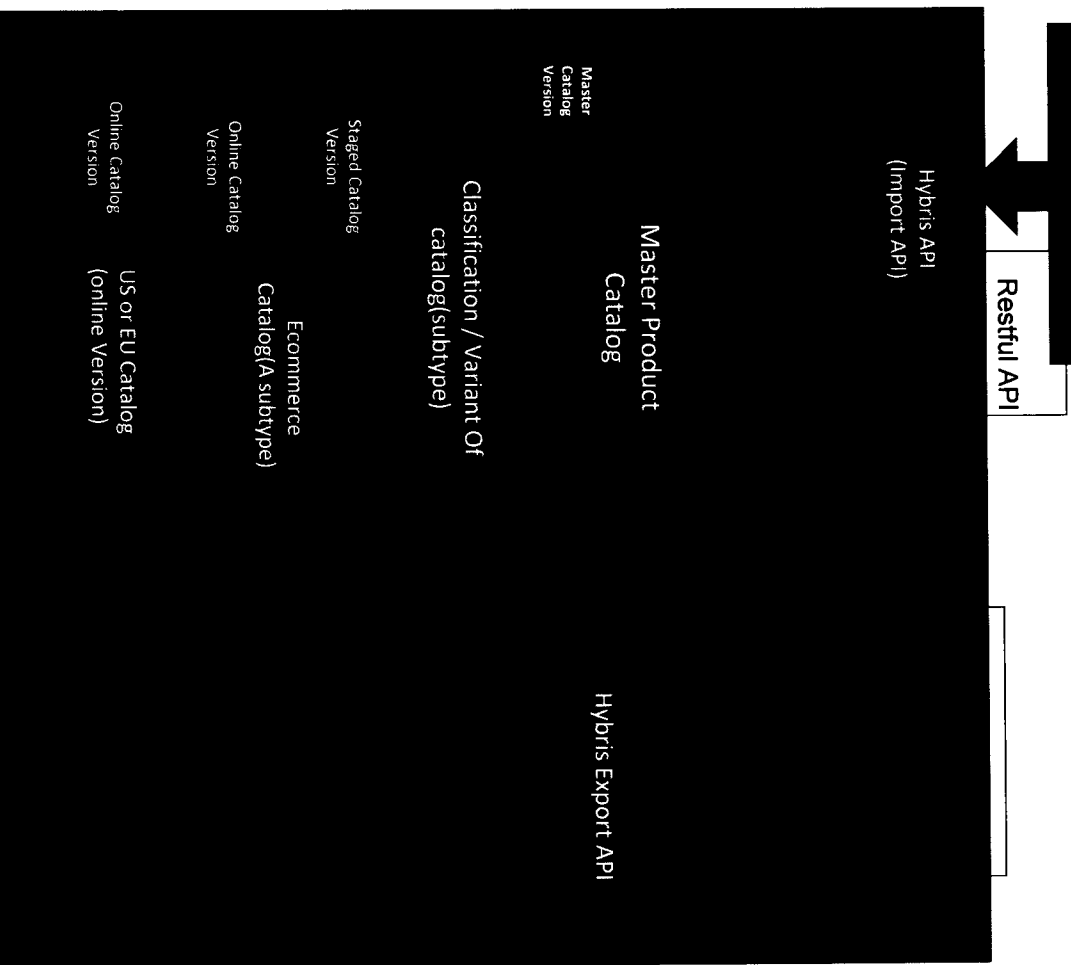 Restful API
Hybris API
(Import API)
Master Product
Catalog
Master
Catalog
Version
Hybris Export API
Classification / Variant Of
catalog(subtype)
Staged Catalog
Version
Ecommerce
Catalog(A subtype)
Online Catalog
Version
US or EU Catalog
(online Version)
Online Catalog
Version